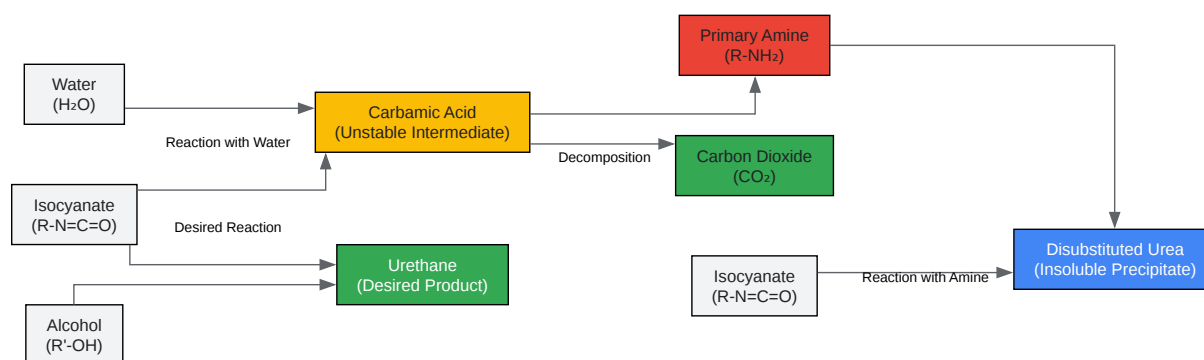 Primary Amine
(R-NH₂)
Water
(H₂O)
Carbamic Acid
(Unstable Intermediate)
Reaction with Water
Decomposition
Carbon Dioxide
(CO₂)
Isocyanate
(R-N=C=O)
Desired Reaction
Urethane
(Desired Product)
Isocyanate
(R-N=C=O)
Reaction with Amine
Disubstituted Urea
(Insoluble Precipitate)
Alcohol
(R'-OH)